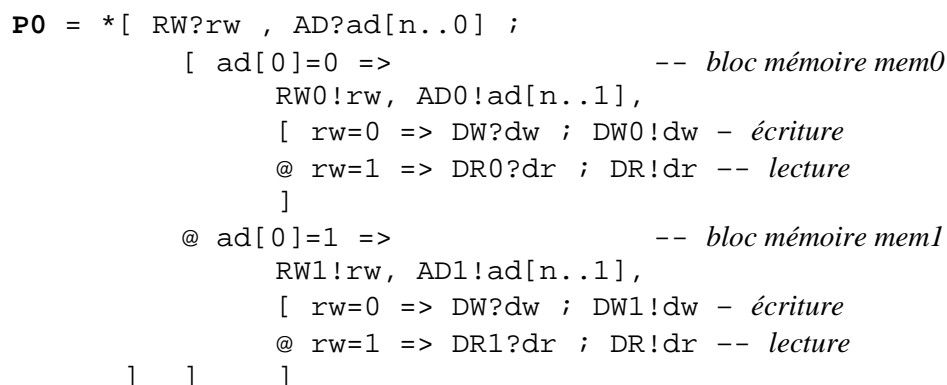 P0 = *[ RW?rw , AD?ad[n..0] ;
[ ad[0]=0 => -- bloc mémoire mem0
RW0!rw, AD0!ad[n..1],
[ rw=0 => DW?dw ; DW0!dw – écriture
@ rw=1 => DR0?dr ; DR!dr -- lecture
]
@ ad[0]=1 => -- bloc mémoire mem1
RW1!rw, AD1!ad[n..1],
[ rw=0 => DW?dw ; DW1!dw – écriture
@ rw=1 => DR1?dr ; DR!dr -- lecture
] ] ]